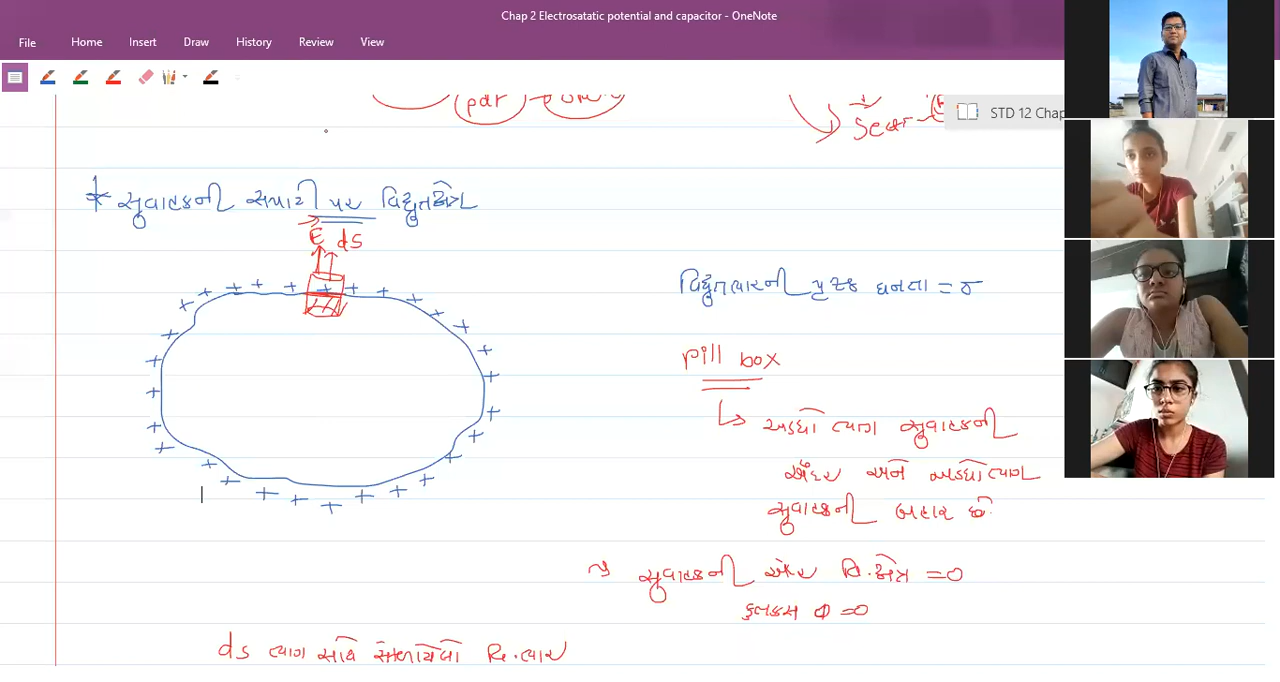 Chap 2 Electrosatatic potential and capacitor - OneNote
File Home Insert Draw History Review View
pdf
STD 12 Chap
* સુવાહકની સપાટી પર વિદ્યુતક્ષેત્ર
E ds
વિદ્યુતભારની પૃષ્ઠ ઘનતા = σ
pill box
↳ અડધો ભાગ સુવાહકની
અંદર અને અડધો ભાગ
સુવાહકની બહાર છે.
→ સુવાહકની અંદર વિ.ક્ષેત્ર = 0
ફલક્સ φ = 0
ds ભાગ સાથે સંકળાયેલો વિ.ભાર